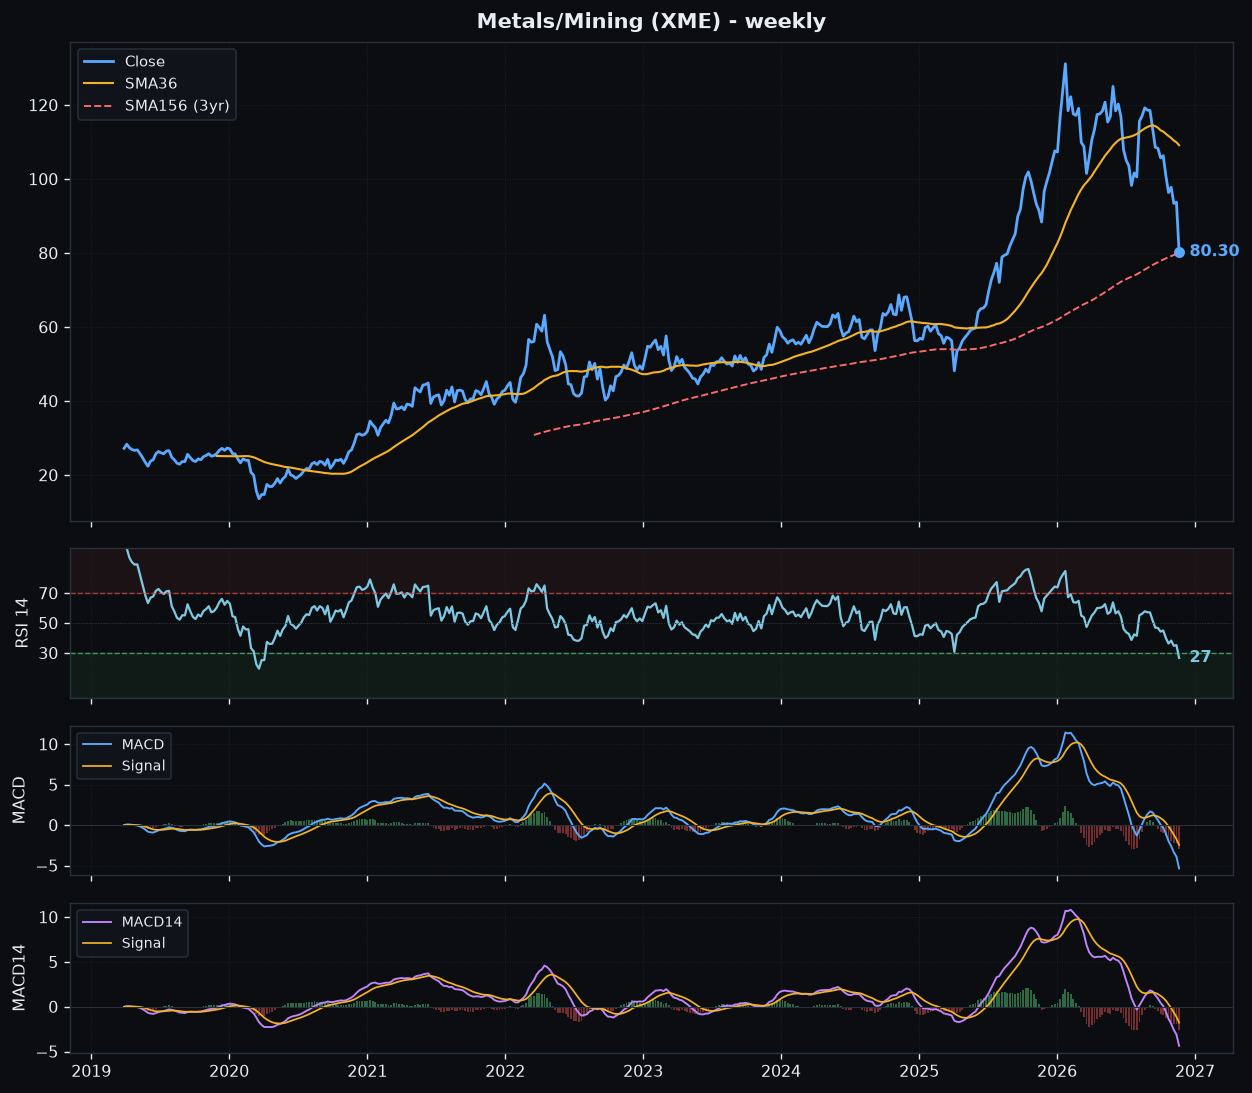 Metals/Mining (XME) - weekly
Close
SMA36
SMA156 (3yr)
120
100
80
60
40
20
80.30
RSI 14
70
50
30
27
MACD
MACD
Signal
10
5
0
−5
MACD14
MACD14
Signal
10
5
0
−5
2019 2020 2021 2022 2023 2024 2025 2026 2027